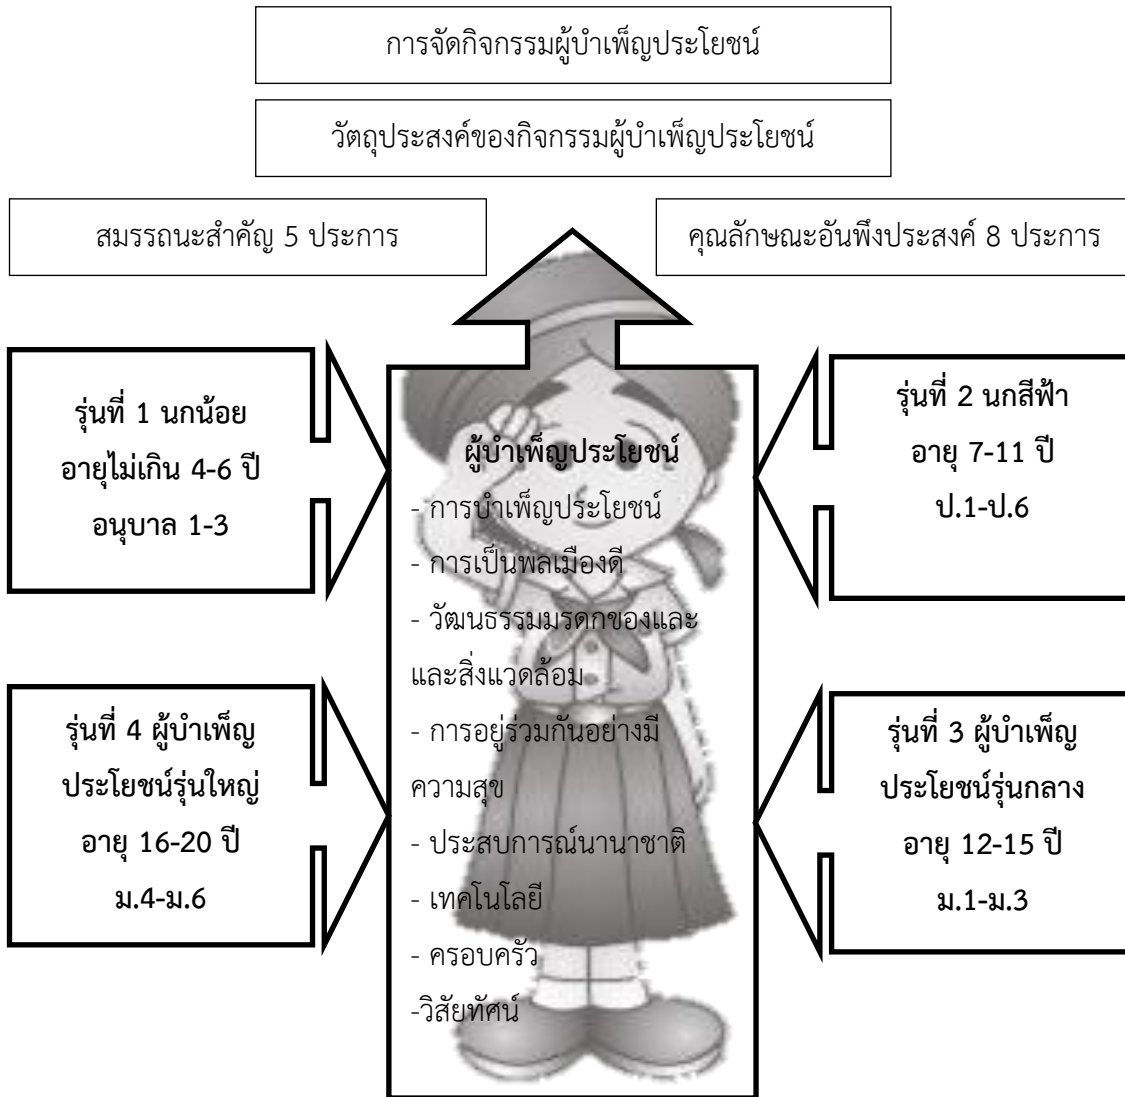 การจัดกิจกรรมผู้บำเพ็ญประโยชน์
วัตถุประสงค์ของกิจกรรมผู้บำเพ็ญประโยชน์
สมรรถนะสำคัญ 5 ประการ
คุณลักษณะอันพึงประสงค์ 8 ประการ
รุ่นที่ 1 นกน้อย
อายุไม่เกิน 4-6 ปี
อนุบาล 1-3
รุ่นที่ 2 นกสีฟ้า
อายุ 7-11 ปี
ป.1-ป.6
ผู้บำเพ็ญประโยชน์
- การบำเพ็ญประโยชน์
- การเป็นพลเมืองดี
- วัฒนธรรมมรดกของและ
และสิ่งแวดล้อม
- การอยู่ร่วมกันอย่างมี
ความสุข
- ประสบการณ์นานาชาติ
- เทคโนโลยี
- ครอบครัว
-วิสัยทัศน์
รุ่นที่ 4 ผู้บำเพ็ญ
ประโยชน์รุ่นใหญ่
อายุ 16-20 ปี
ม.4-ม.6
รุ่นที่ 3 ผู้บำเพ็ญ
ประโยชน์รุ่นกลาง
อายุ 12-15 ปี
ม.1-ม.3